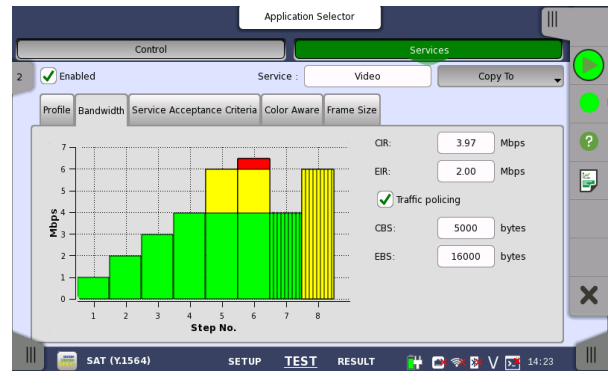 Application Selector
Control
Services
2
Enabled
Service :
Video
Copy To
Profile
Bandwidth
Service Acceptance Criteria
Color Aware
Frame Size
7
6
5
4
3
2
1
0
Mbps
1 2 3 4 5 6 7 8
Step No.
CIR: 3.97 Mbps
EIR: 2.00 Mbps
Traffic policing
CBS: 5000 bytes
EBS: 16000 bytes
SAT (Y.1564)
SETUP
TEST
RESULT
14:23